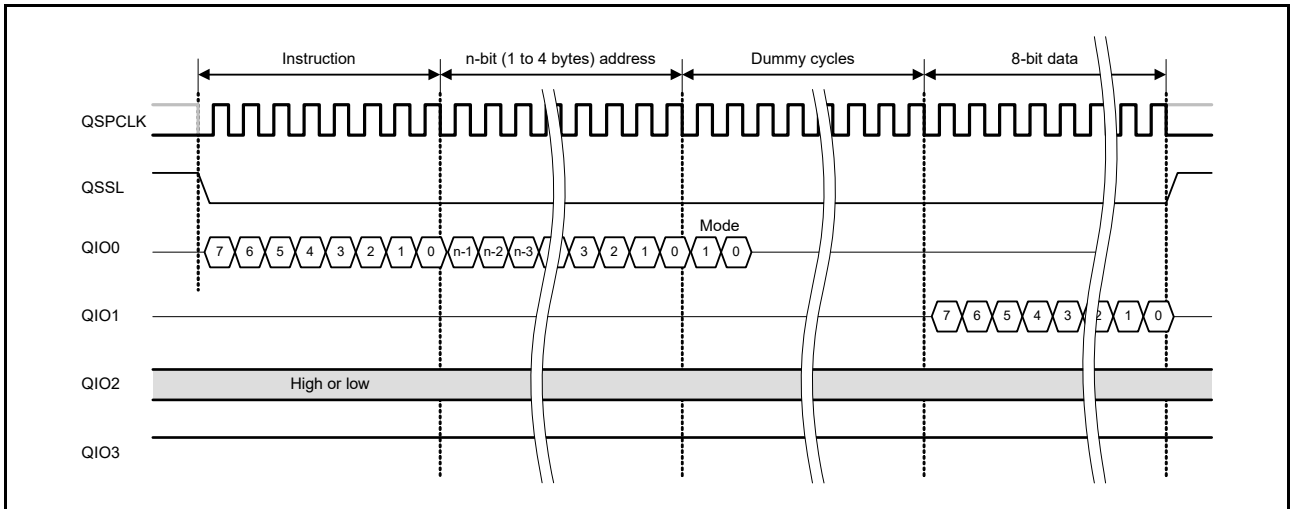 Instruction n-bit (1 to 4 bytes) address Dummy cycles 8-bit data
QSPCLK
QSSL
Mode
QIO0 7 6 5 4 3 2 1 0 n-1 n-2 n-3 3 2 1 0 1 0
QIO1 7 6 5 4 3 2 1 0
QIO2 High or low
QIO3